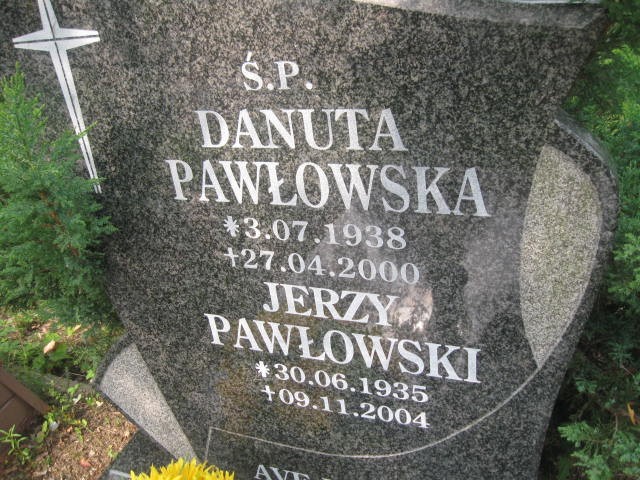 Ś.P.
DANUTA
PAWŁOWSKA
*3.07.1938
+27.04.2000
JERZY
PAWŁOWSKI
*30.06.1935
+09.11.2004
AVE